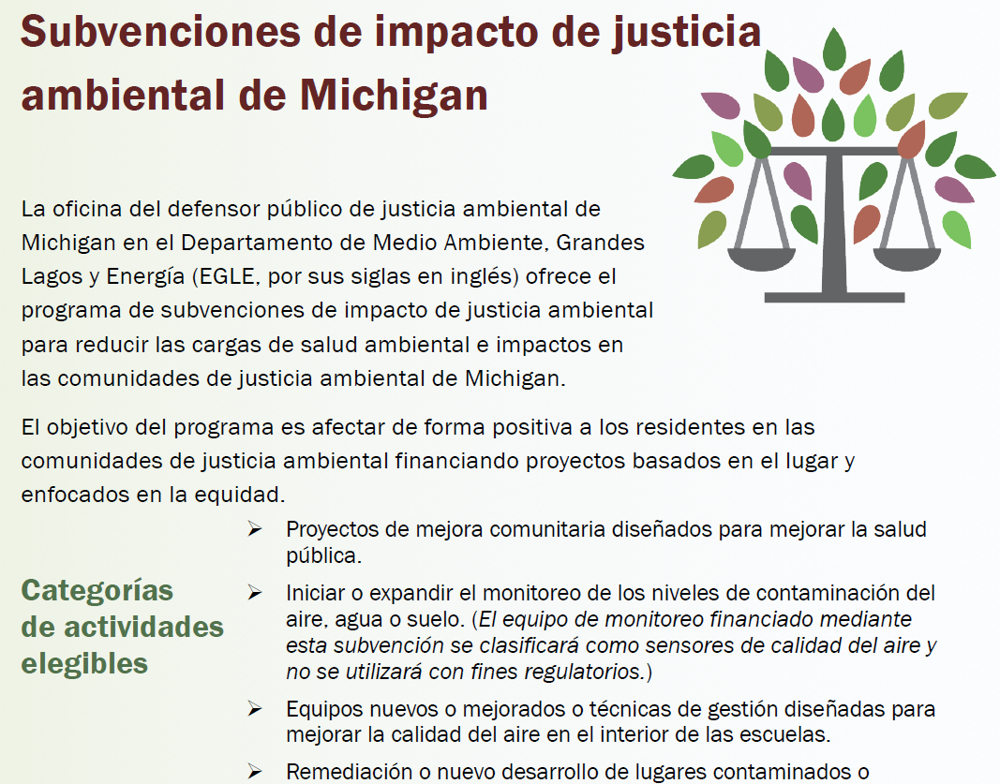 Subvenciones de impacto de justicia
ambiental de Michigan
La oficina del defensor público de justicia ambiental de
Michigan en el Departamento de Medio Ambiente, Grandes
Lagos y Energía (EGLE, por sus siglas en inglés) ofrece el
programa de subvenciones de impacto de justicia ambiental
para reducir las cargas de salud ambiental e impactos en
las comunidades de justicia ambiental de Michigan.
El objetivo del programa es afectar de forma positiva a los residentes en las
comunidades de justicia ambiental financiando proyectos basados en el lugar y
enfocados en la equidad.
Categorías
de actividades
elegibles
➢ Proyectos de mejora comunitaria diseñados para mejorar la salud
pública.
➢ Iniciar o expandir el monitoreo de los niveles de contaminación del
aire, agua o suelo. (El equipo de monitoreo financiado mediante
esta subvención se clasificará como sensores de calidad del aire y
no se utilizará con fines regulatorios.)
➢ Equipos nuevos o mejorados o técnicas de gestión diseñadas para
mejorar la calidad del aire en el interior de las escuelas.
➢ Remediación o nuevo desarrollo de lugares contaminados o